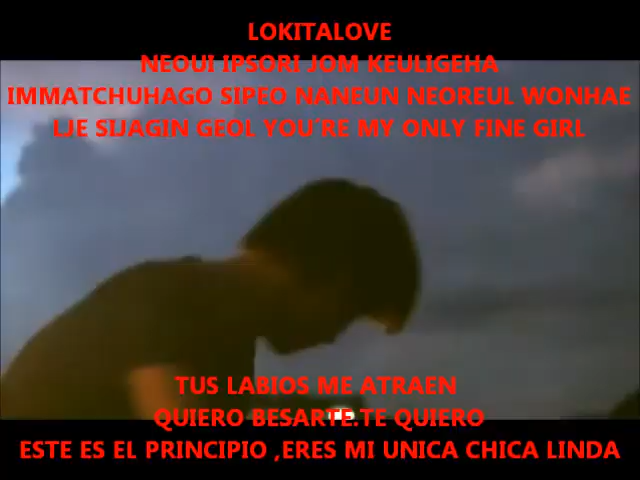 LOKITALOVE
NEOUI IPSORI JOM KEULIGEHA
IMMATCHUHAGO SIPEO NANEUN NEOREUL WONHAE
IJE SIJAGIN GEOL YOU´RE MY ONLY FINE GIRL
TUS LABIOS ME ATRAEN
QUIERO BESARTE.TE QUIERO
ESTE ES EL PRINCIPIO ,ERES MI UNICA CHICA LINDA